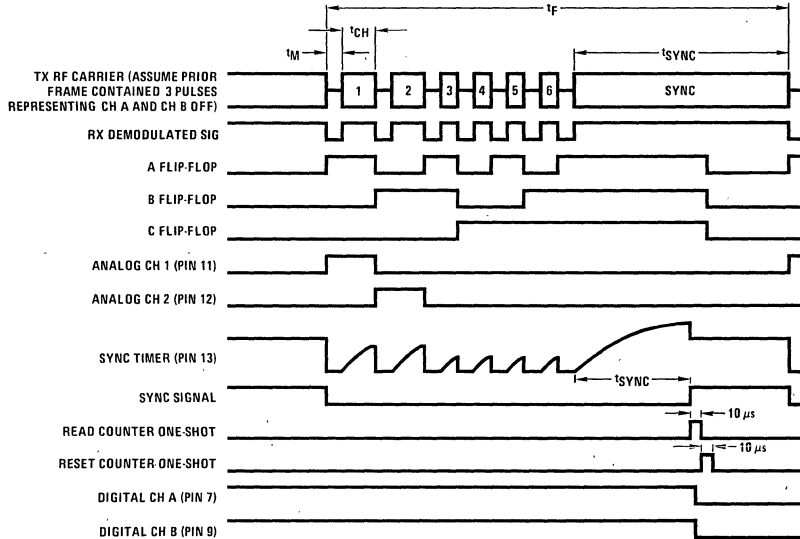 tF
tCH
tM
tSYNC
TX RF CARRIER (ASSUME PRIOR
FRAME CONTAINED 3 PULSES
REPRESENTING CH A AND CH B OFF)
1 2 3 4 5 6 SYNC
RX DEMODULATED SIG
A FLIP-FLOP
B FLIP-FLOP
C FLIP-FLOP
ANALOG CH 1 (PIN 11)
ANALOG CH 2 (PIN 12)
SYNC TIMER (PIN 13)
tSYNC
SYNC SIGNAL
10 μs
READ COUNTER ONE-SHOT
10 μs
RESET COUNTER ONE-SHOT
DIGITAL CH A (PIN 7)
DIGITAL CH B (PIN 9)